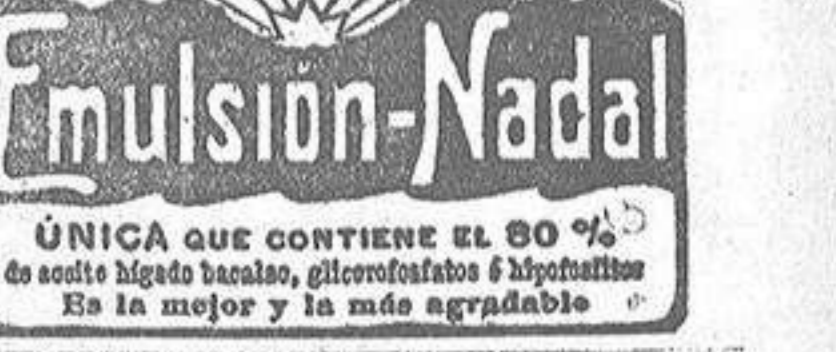 Emulsión-Nadal
ÚNICA QUE CONTIENE EL 80 %
de aceite hígado bacalao, glicerofosfatos é hipofosfitos
Es la mejor y la más agradable